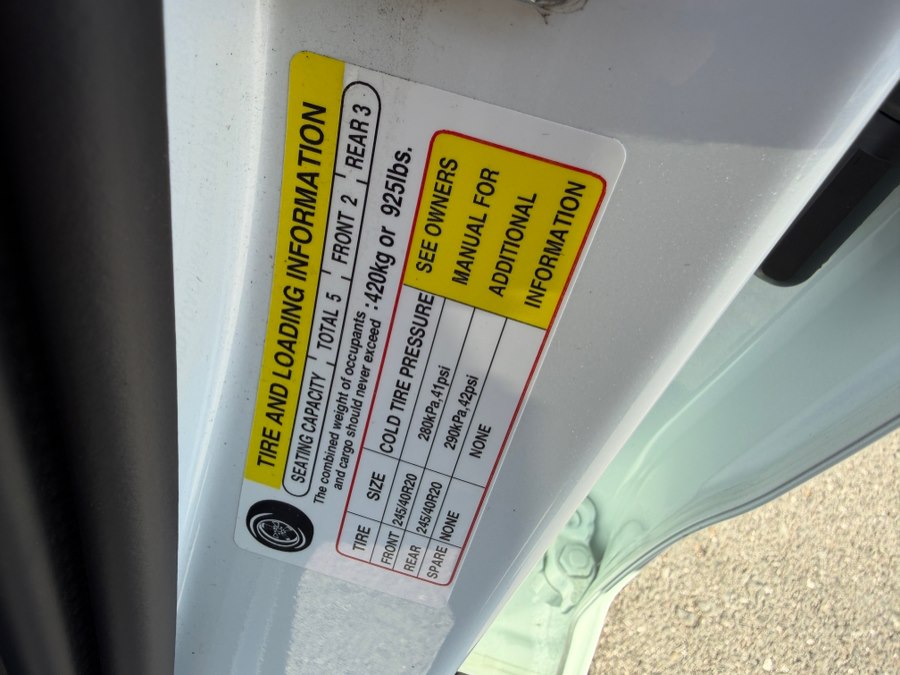 TIRE AND LOADING INFORMATION
SEATING CAPACITY TOTAL 5 FRONT 2 REAR 3
The combined weight of occupants
and cargo should never exceed :420kg or 925lbs.
TIRE SIZE COLD TIRE PRESSURE
FRONT 245/40R20 280kPa,41psi
REAR 245/40R20 290kPa,42psi
SPARE NONE NONE
SEE OWNERS
MANUAL FOR
ADDITIONAL
INFORMATION